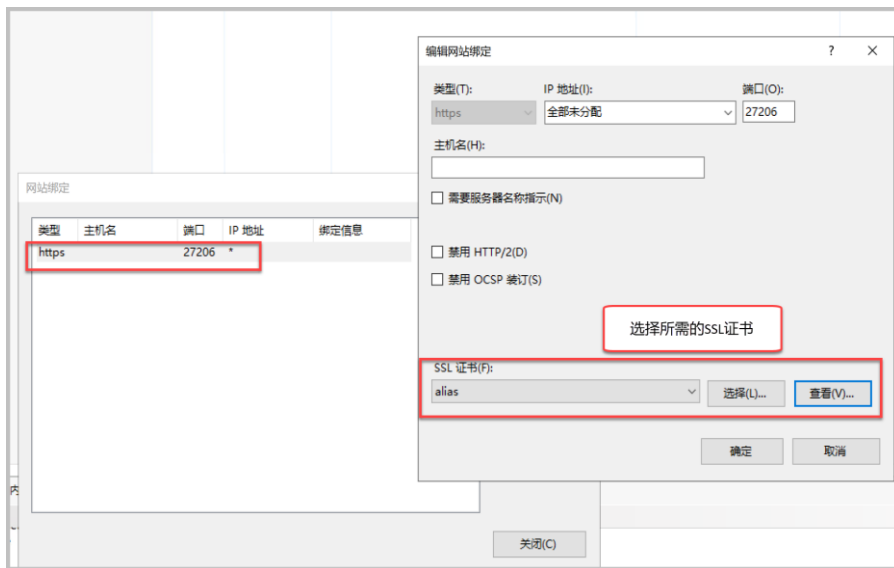 编辑网站绑定 ?
类型(T): IP 地址(I): 端口(O):
https 全部未分配 27206
主机名(H):
网站绑定
需要服务器名称指示(N)
类型 主机名 端口 IP 地址 绑定信息
https 27206 *
禁用 HTTP/2(D)
禁用 OCSP 装订(S)
选择所需的SSL证书
SSL 证书(F):
alias 选择(L)... 查看(V)...
确定 取消
内
关闭(C)